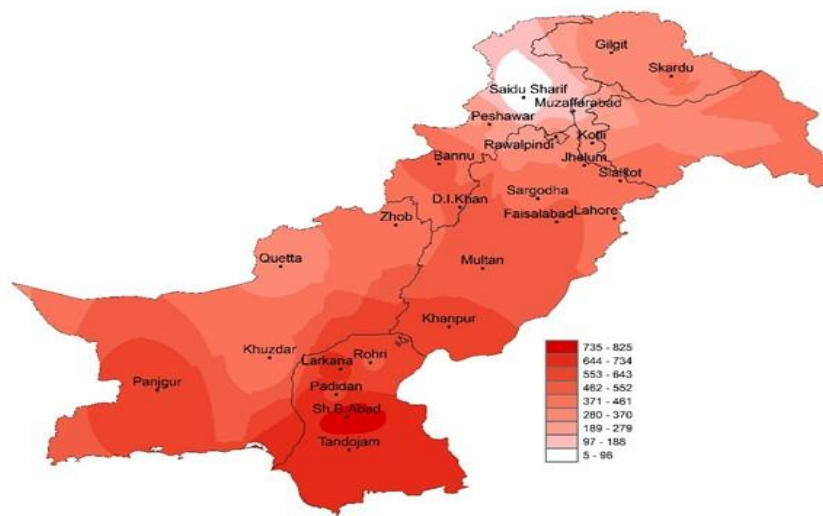 Gilgit
Skardu
Saidu Sharif
Muzaffarabad
Peshawar
Rawalpindi
Kotli
Bannu
Jhelum
Sialkot
Sargodha
D.I.Khan
Lahore
Faisalabad
Zhob
Quetta
Multan
Khanpur
Khuzdar
Rohri
Larkana
Panjgur
Padidan
Sh.B.Abad
Tandojam
735 - 825
644 - 734
553 - 643
462 - 552
371 - 461
280 - 370
189 - 279
97 - 188
5 - 96